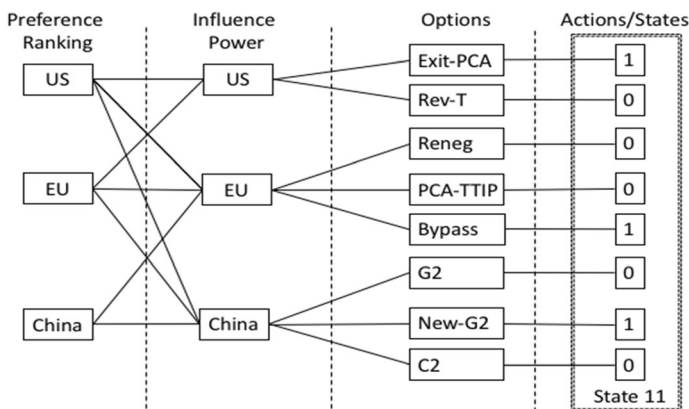 Preference Ranking
Influence Power
Options
Actions/States
US
US
Exit-PCA
1
Rev-T
0
Reneg
0
EU
EU
PCA-TTIP
0
Bypass
1
G2
0
China
China
New-G2
1
C2
0
State 11